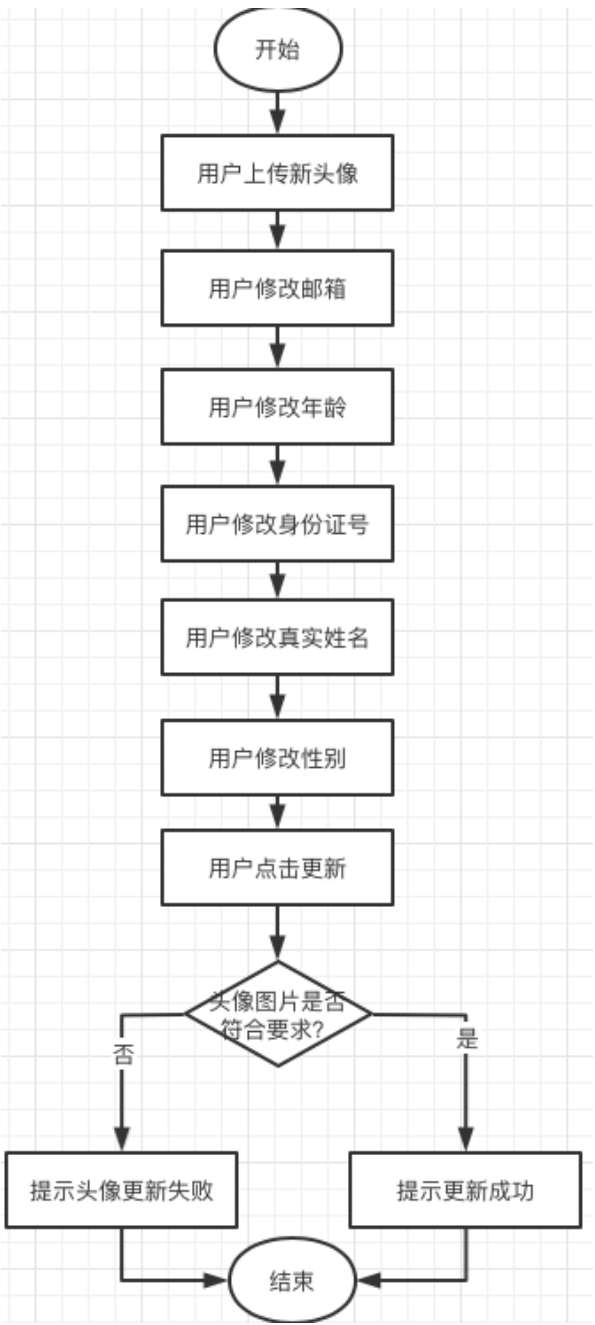 开始
用户上传新头像
用户修改邮箱
用户修改年龄
用户修改身份证号
用户修改真实姓名
用户修改性别
用户点击更新
头像图片是否
符合要求?
否
是
提示头像更新失败
提示更新成功
结束